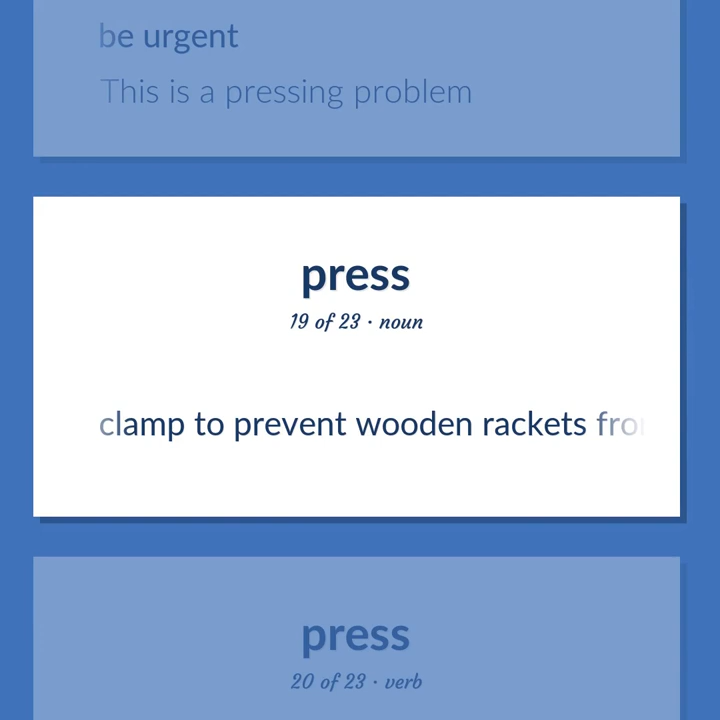 be urgent
This is a pressing problem
press
19 of 23 · noun
clamp to prevent wooden rackets
press
20 of 23 · verb